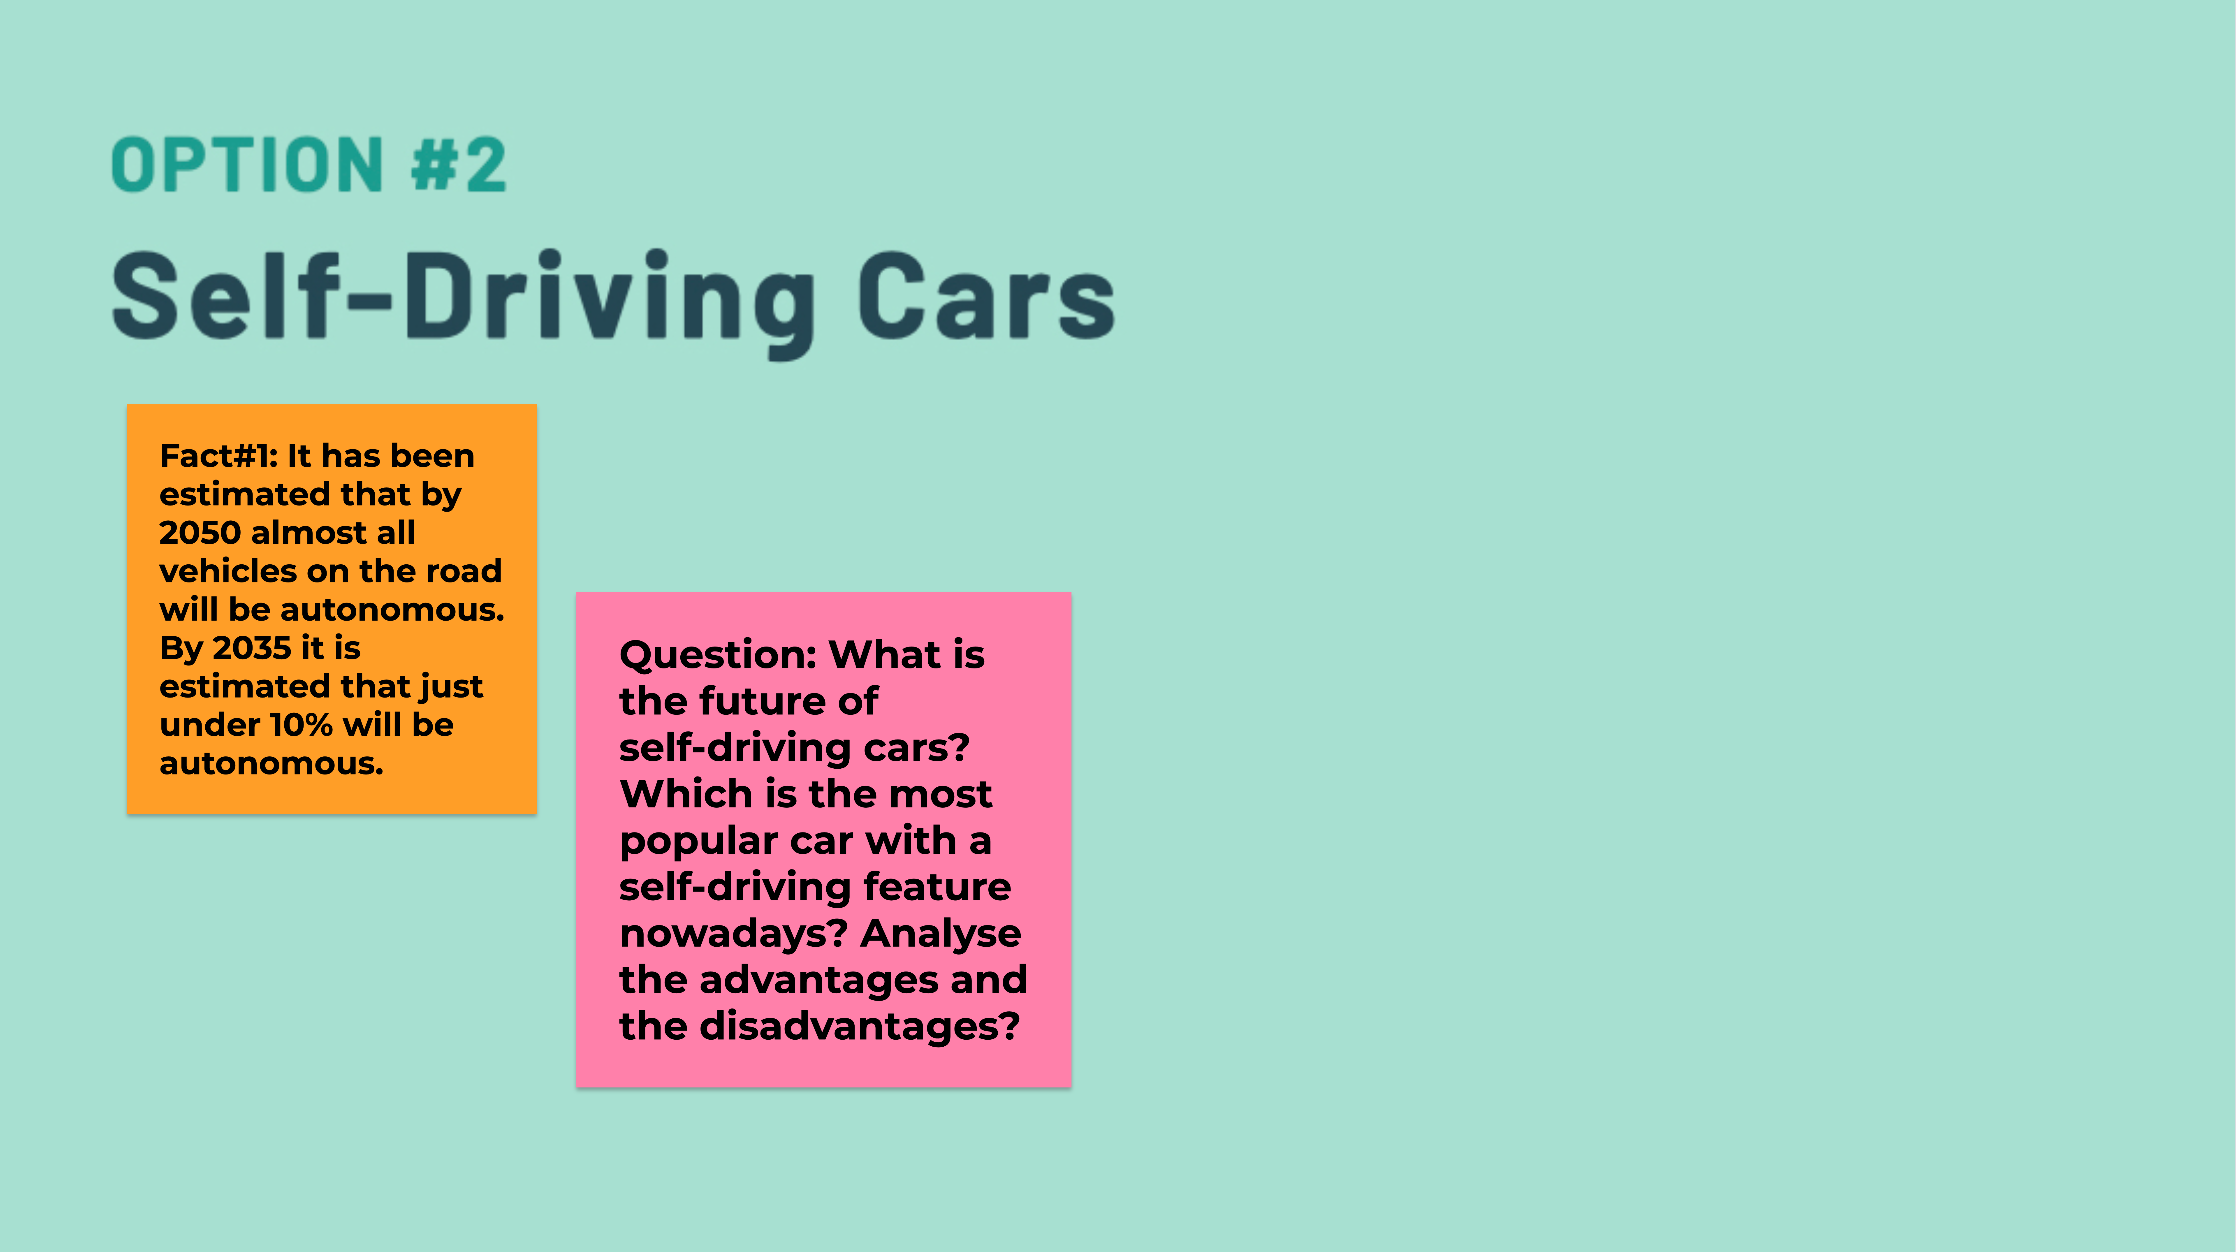 OPTION #2
Self-Driving Cars
Fact#1: It has been
estimated that by
2050 almost all
vehicles on the road
will be autonomous.
By 2035 it is
estimated that just
under 10% will be
autonomous.
Question: What is
the future of
self-driving cars?
Which is the most
popular car with a
self-driving feature
nowadays? Analyse
the advantages and
the disadvantages?